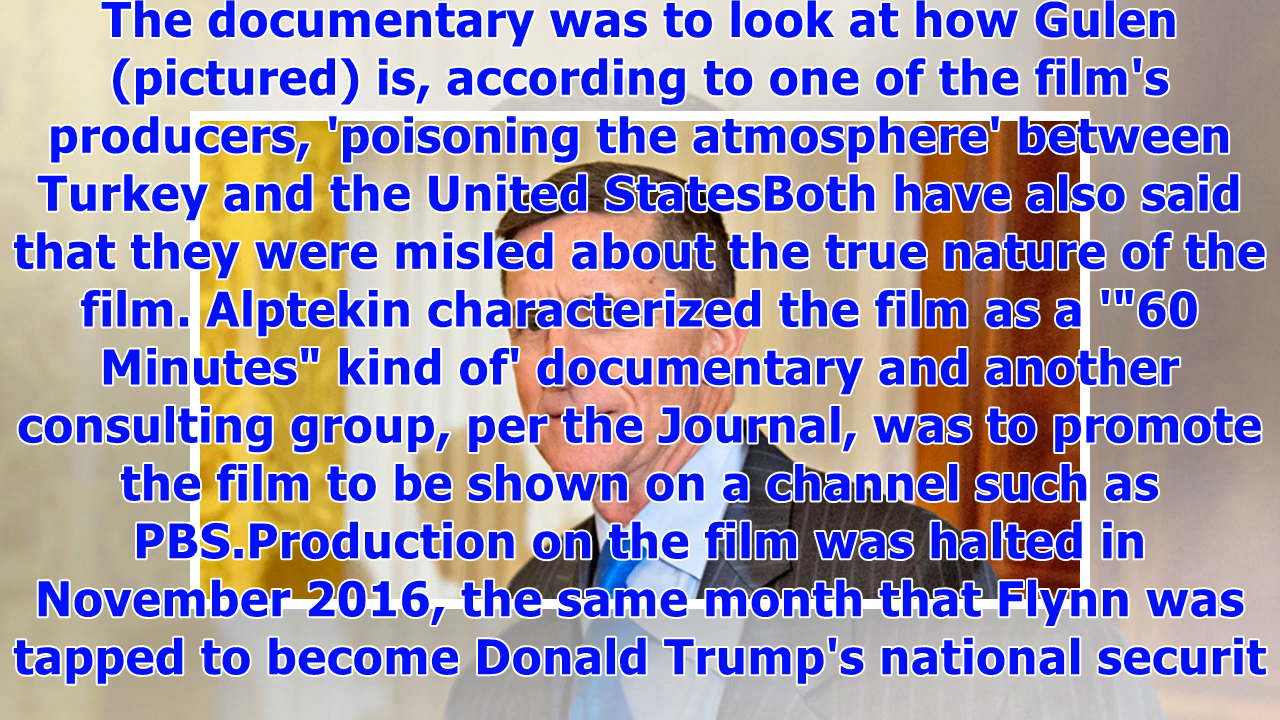 The documentary was to look at how Gulen
(pictured) is, according to one of the film's
producers, 'poisoning the atmosphere' between
Turkey and the United StatesBoth have also said
that they were misled about the true nature of the
film. Alptekin characterized the film as a '"60
Minutes" kind of' documentary and another
consulting group, per the Journal, was to promote
the film to be shown on a channel such as
PBS.Production on the film was halted in
November 2016, the same month that Flynn was
tapped to become Donald Trump's national securit